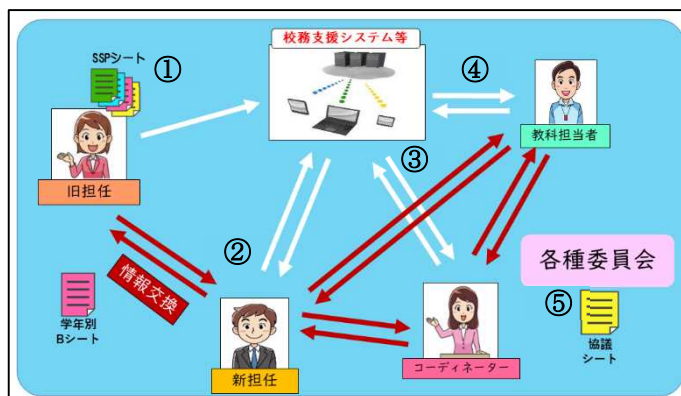 校務支援システム等
SSPシート
①
④
旧担任
教科担当者
③
②
情報交換
各種委員会
⑤
学年別
Bシート
新担任
コーディネーター
協議
シート